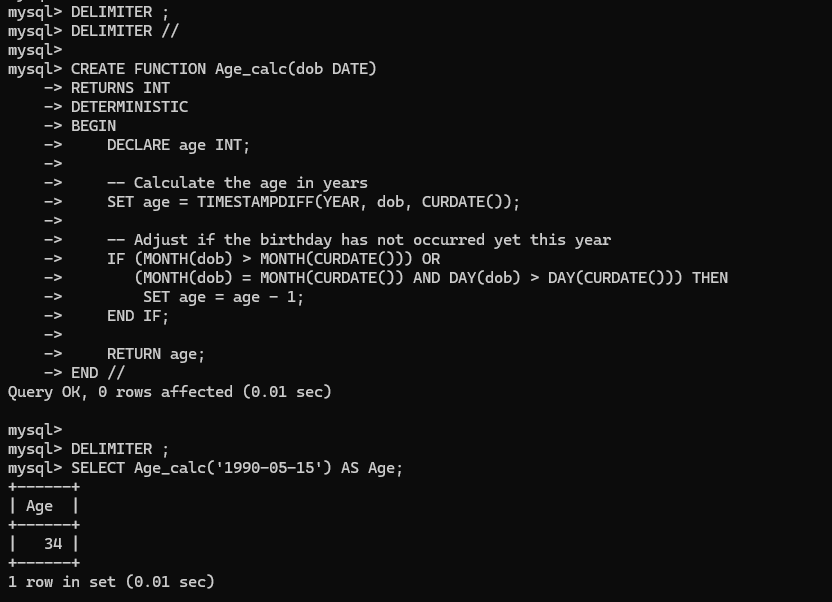 mysql> DELIMITER ;
mysql> DELIMITER //
mysql>
mysql> CREATE FUNCTION Age_calc(dob DATE)
    -> RETURNS INT
    -> DETERMINISTIC
    -> BEGIN
    ->     DECLARE age INT;
    ->
    ->     -- Calculate the age in years
    ->     SET age = TIMESTAMPDIFF(YEAR, dob, CURDATE());
    ->
    ->     -- Adjust if the birthday has not occurred yet this year
    ->     IF (MONTH(dob) > MONTH(CURDATE())) OR
    ->        (MONTH(dob) = MONTH(CURDATE()) AND DAY(dob) > DAY(CURDATE())) THEN
    ->         SET age = age - 1;
    ->     END IF;
    ->
    ->     RETURN age;
    -> END //
Query OK, 0 rows affected (0.01 sec)

mysql>
mysql> DELIMITER ;
mysql> SELECT Age_calc('1990-05-15') AS Age;
+------+
| Age  |
+------+
|   34 |
+------+
1 row in set (0.01 sec)